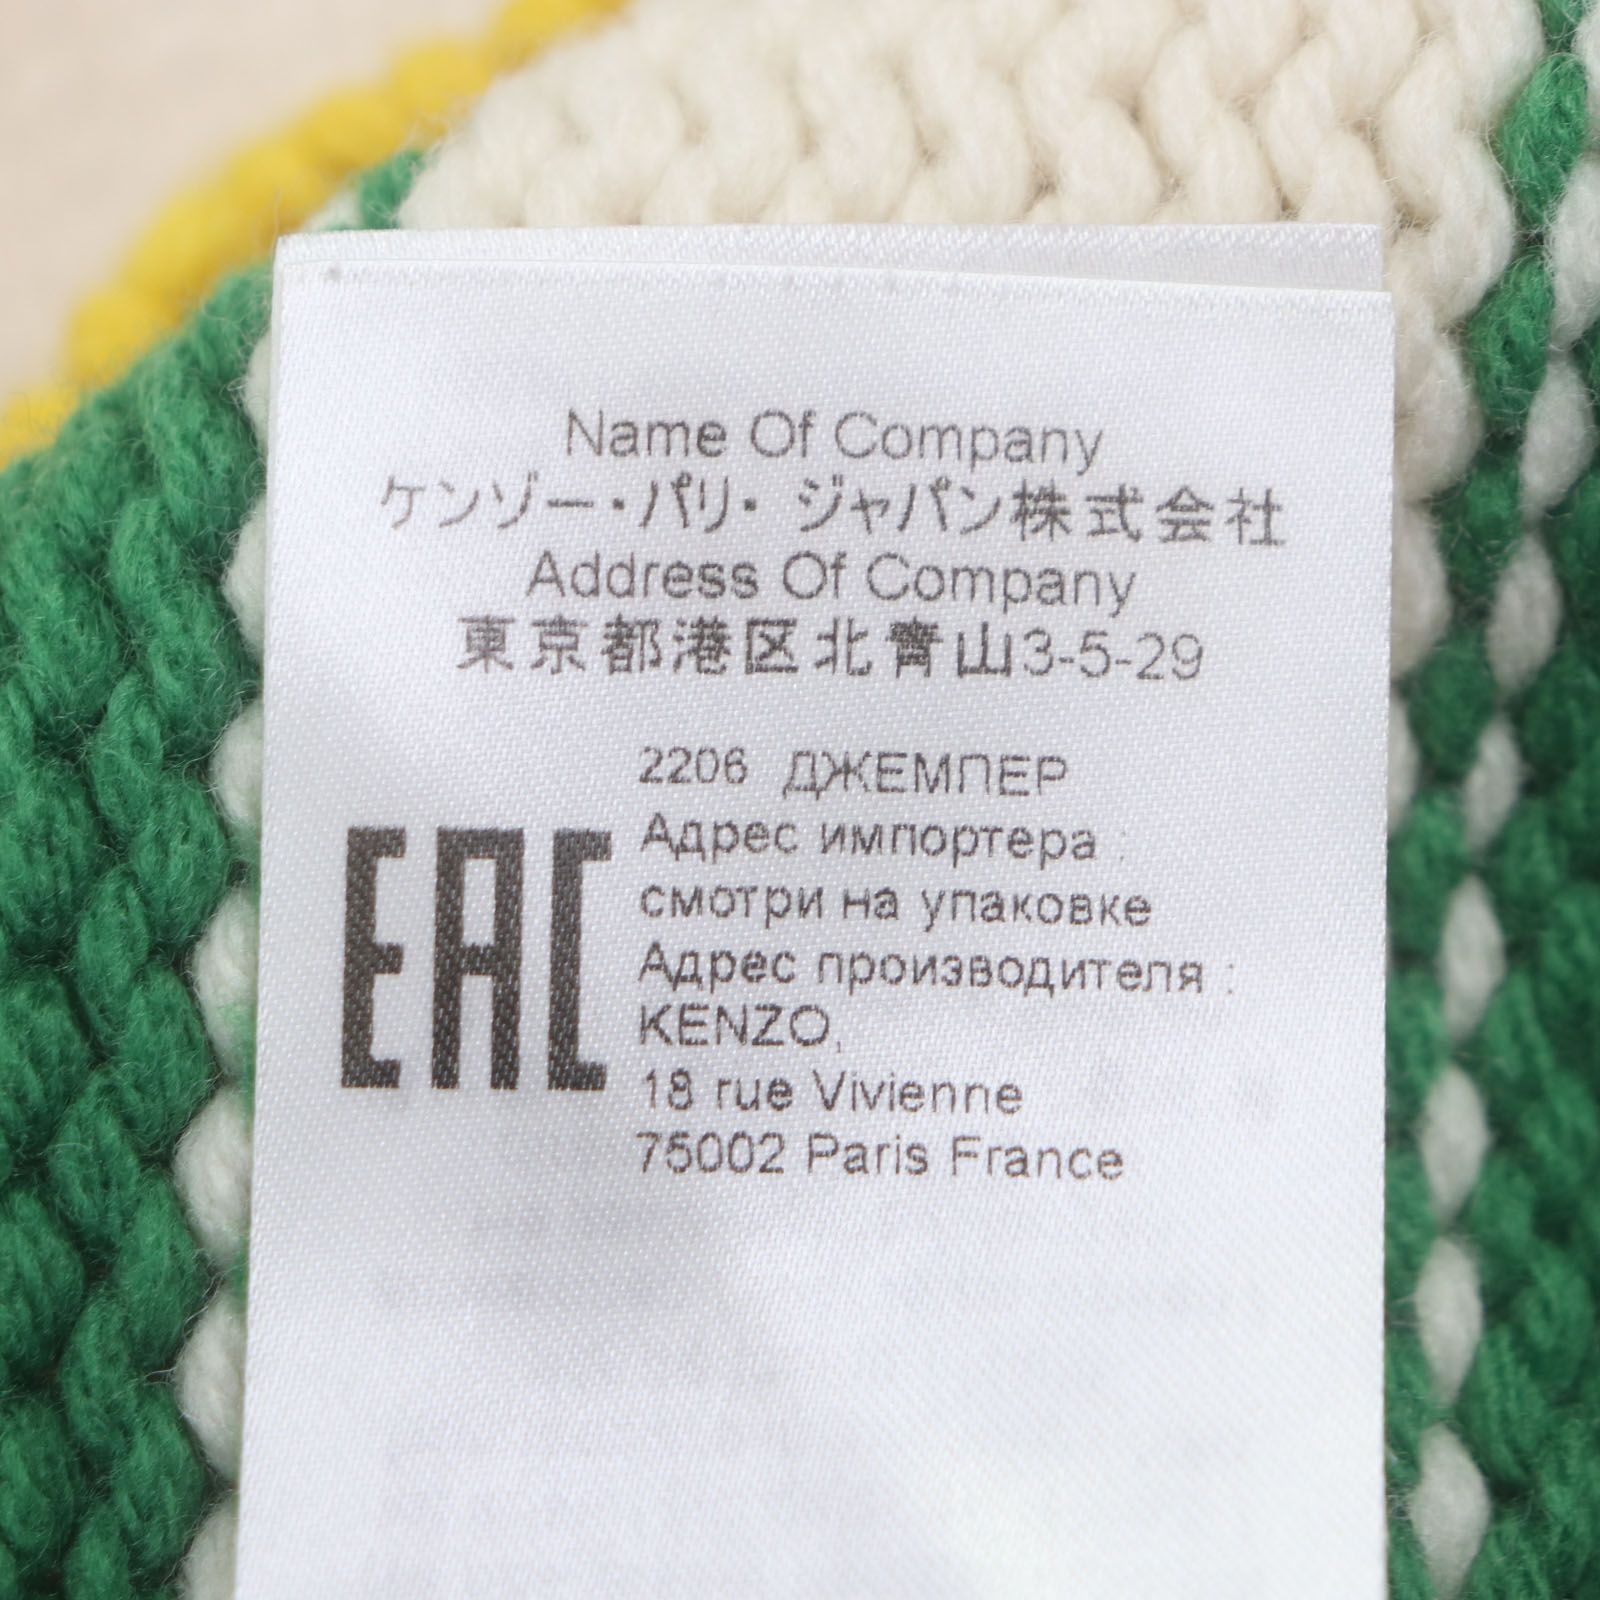 Name Of Company
ケンゾー・パリ・ ジャパン株式会社
Address Of Company
東京都港区北青山3-5-29
2206 ДЖЕМПЕР
Адрес импортера :
смотри на упаковке
Адрес производителя :
KENZO,
18 rue Vivienne
75002 Paris France
EAC